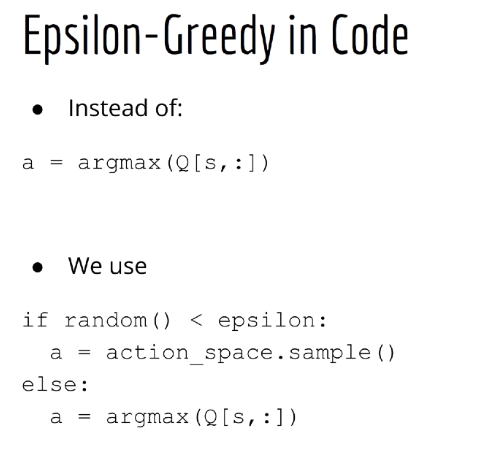 Epsilon-Greedy in Code
● Instead of:
a = argmax(Q[s,:])
● We use
if random() < epsilon:
  a = action_space.sample()
else:
  a = argmax(Q[s,:])